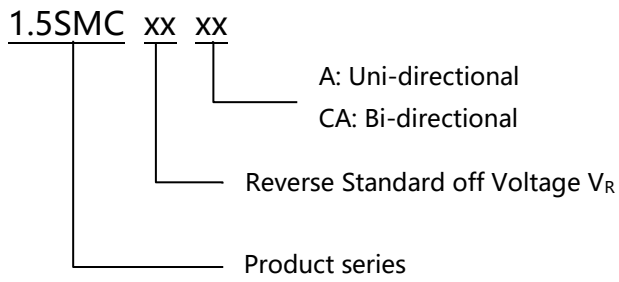 1.5SMC xx xx
A: Uni-directional
CA: Bi-directional
Reverse Standard off Voltage VR
Product series